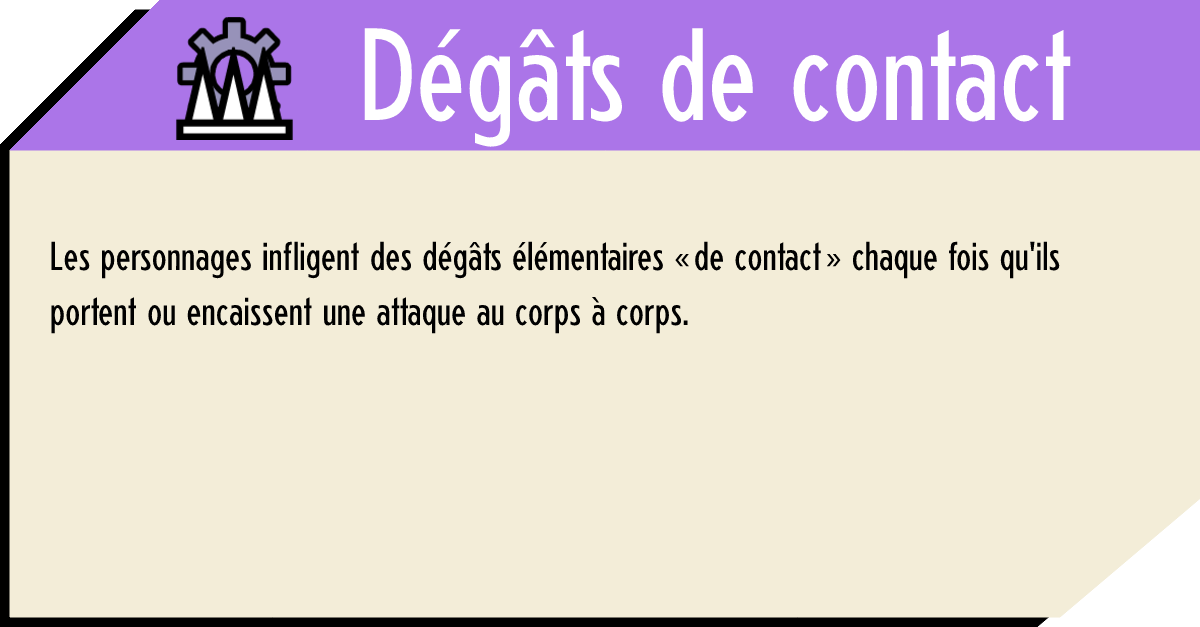 Dégâts de contact
Les personnages infligent des dégâts élémentaires « de contact » chaque fois qu'ils
portent ou encaissent une attaque au corps à corps.